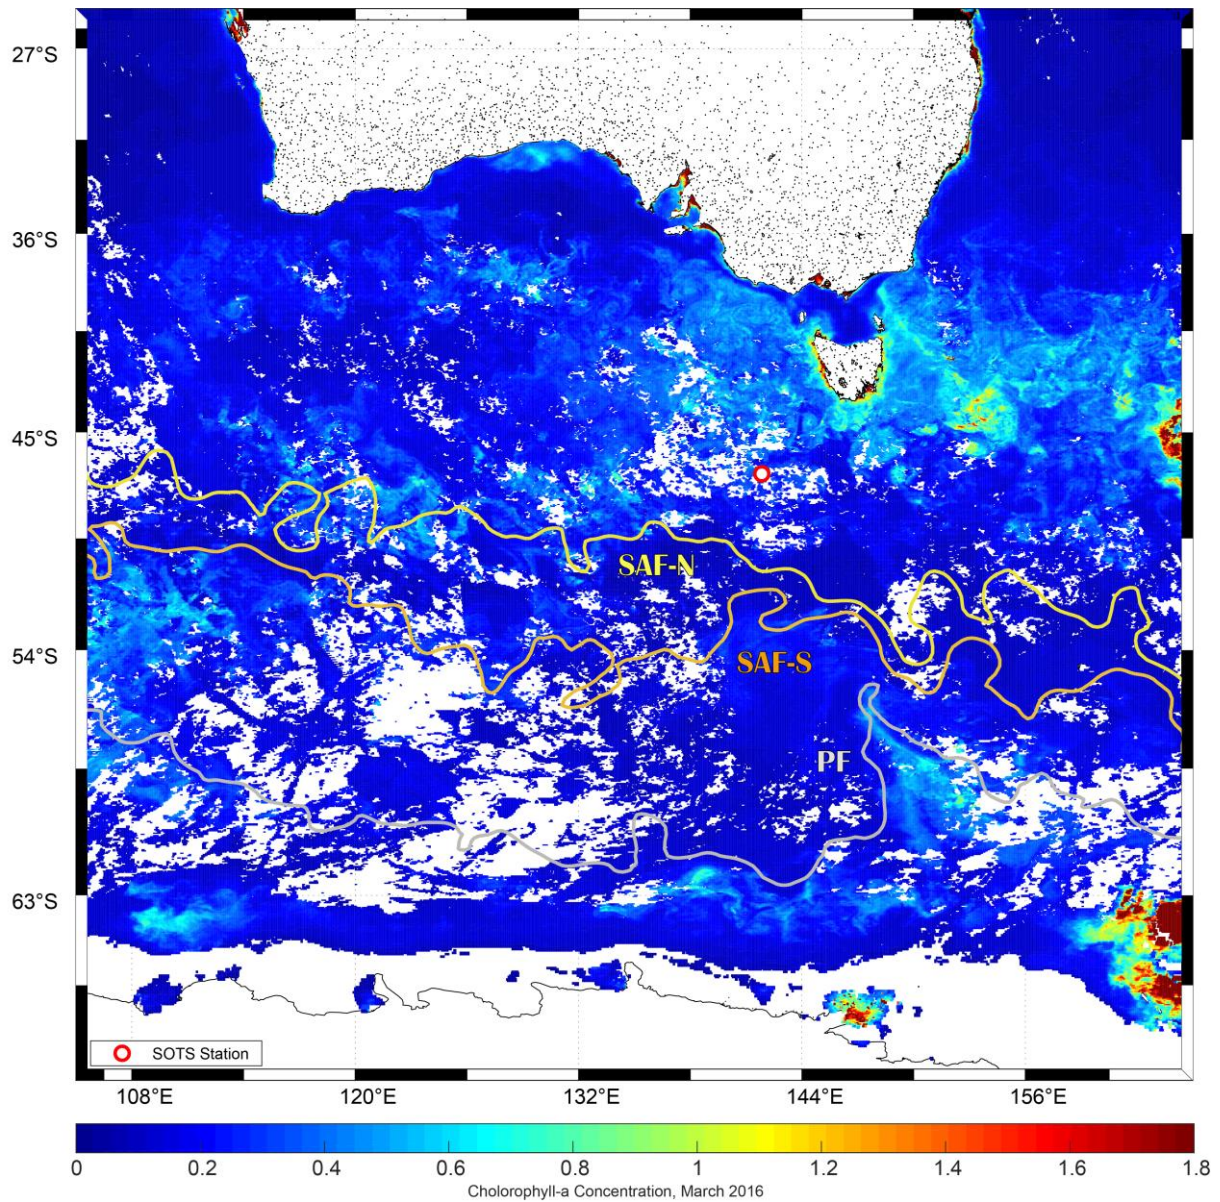 27°S
36°S
45°S
SAF-N
54°S
SAF-S
PF
63°S
SOTS Station
108°E 120°E 132°E 144°E 156°E
0 0.2 0.4 0.6 0.8 1 1.2 1.4 1.6 1.8
Cholorophyll-a Concentration, March 2016